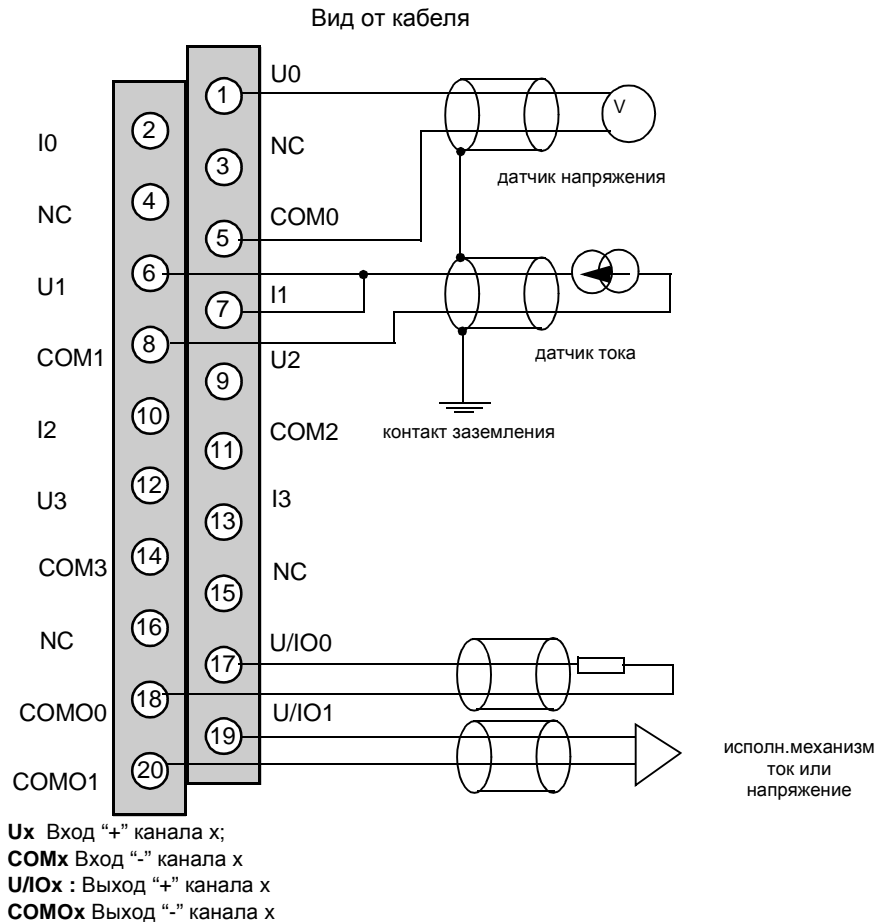 Вид от кабеля
U0
1
V
2
I0
NC
3
датчик напряжения
4
NC
COM0
5
6
U1
I1
7
8
датчик тока
COM1
U2
9
10
I2
COM2
контакт заземления
11
12
U3
I3
13
14
COM3
NC
15
16
NC
U/IO0
17
18
COMO0
U/IO1
19
исполн.механизм
ток или
напряжение
20
COMO1
Ux Вход “+” канала x;
COMx Вход “-” канала x
U/IOx : Выход “+” канала x
COMOx Выход “-” канала x